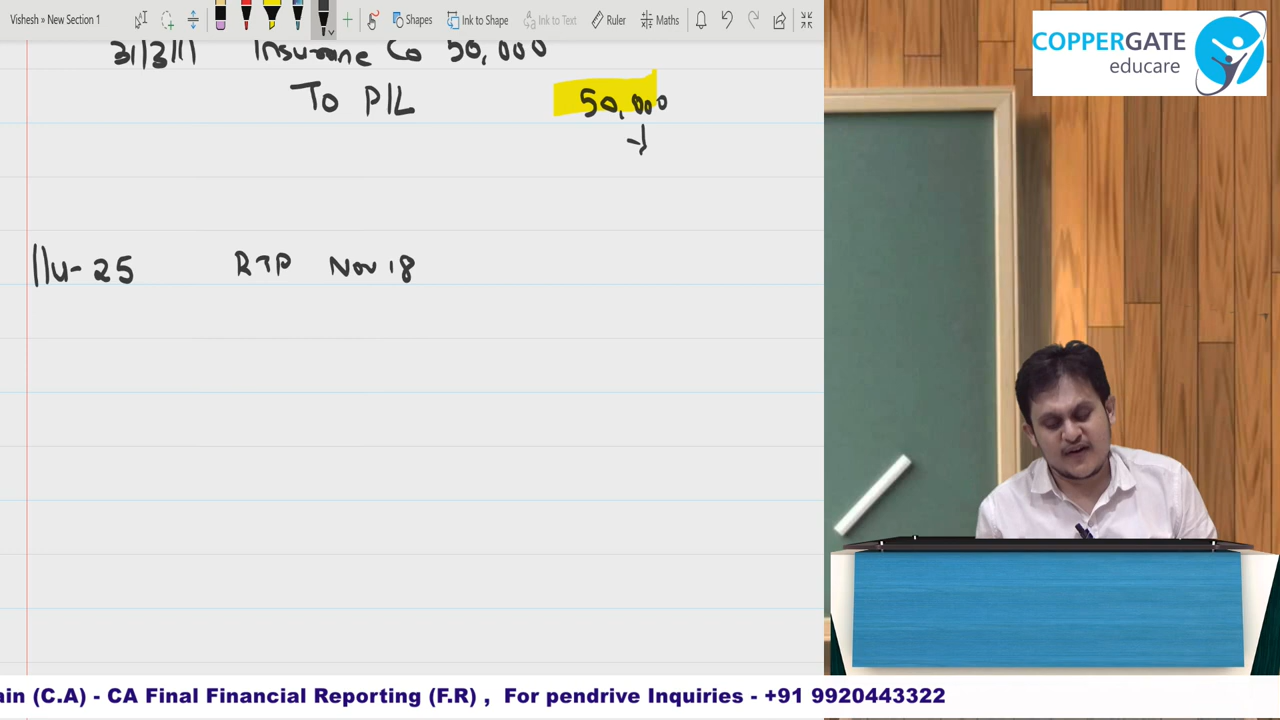 Vishesh » New Section 1
Shapes
Ink to Shape
Ink to Text
Ruler
Maths
31/3/11 Insurance Co 50,000
To P/L 50,000
Illu-25 RTP Nov 18
COPPERGATE
educare
ain (C.A) - CA Final Financial Reporting (F.R) , For pendrive Inquiries - +91 9920443322